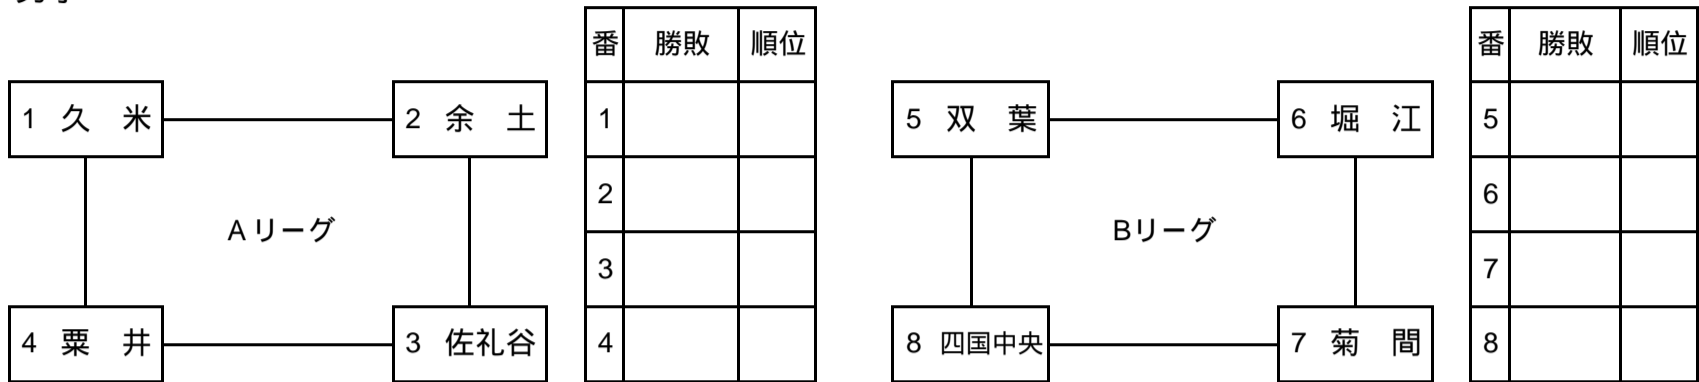 番 勝敗 順位
1 久 米
2 余 土
1
2
Aリーグ
3
4 粟 井
3 佐礼谷
4
番 勝敗 順位
5 双 葉
6 堀 江
5
6
Bリーグ
7
8 四国中央
7 菊 間
8